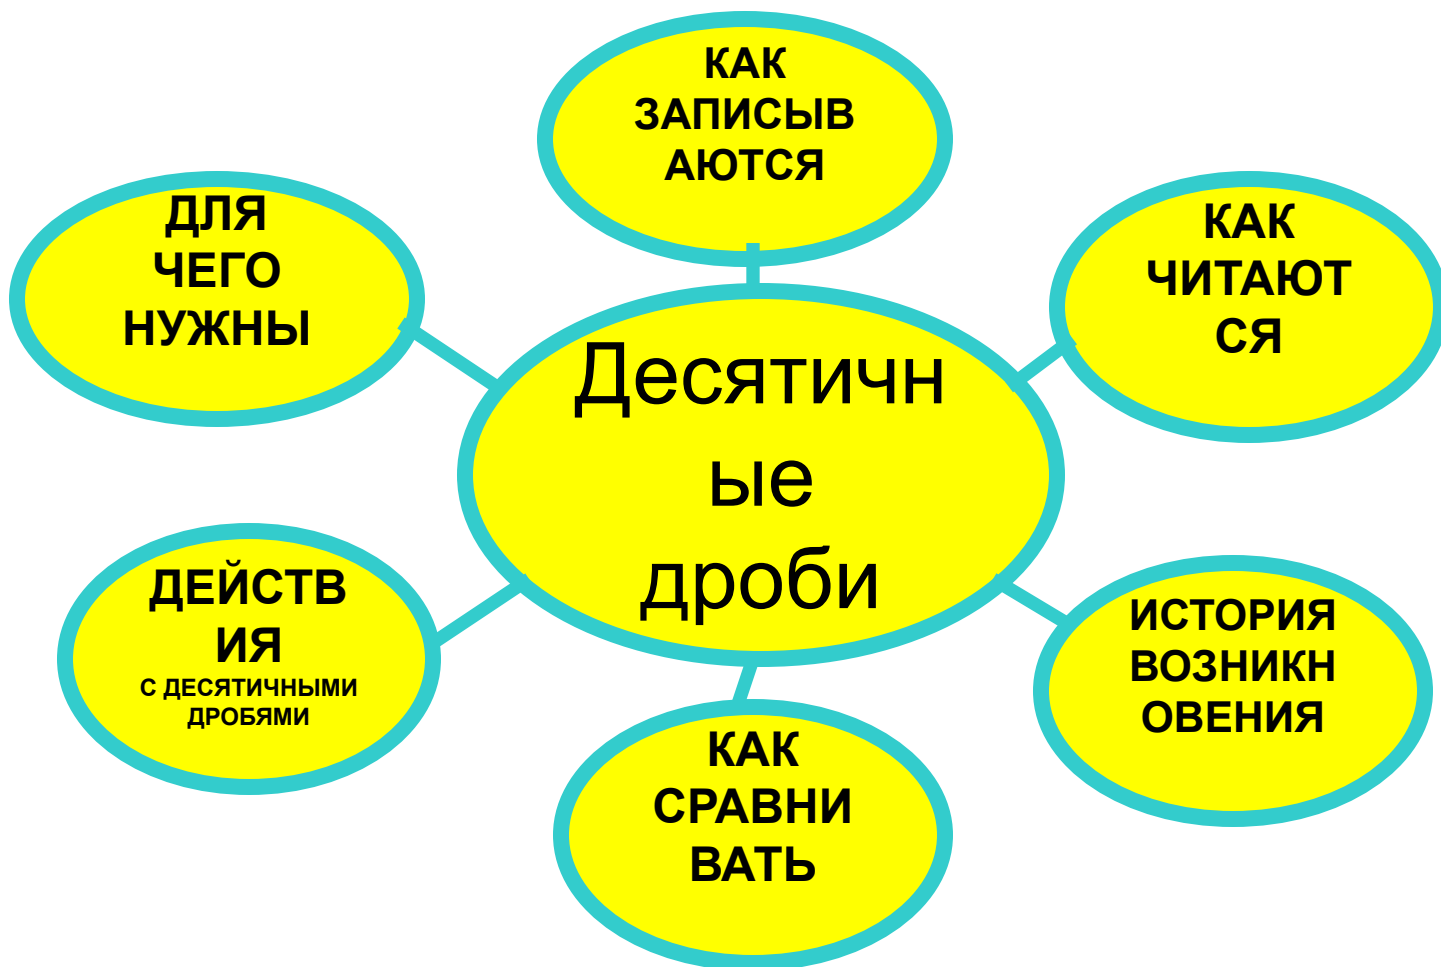 КАК
ЗАПИСЫВ
АЮТСЯ
ДЛЯ
ЧЕГО
НУЖНЫ
КАК
ЧИТАЮТ
СЯ
Десятичн
ые
дроби
ДЕЙСТВ
ИЯ
С ДЕСЯТИЧНЫМИ
ДРОБЯМИ
ИСТОРИЯ
ВОЗНИКН
ОВЕНИЯ
КАК
СРАВНИ
ВАТЬ